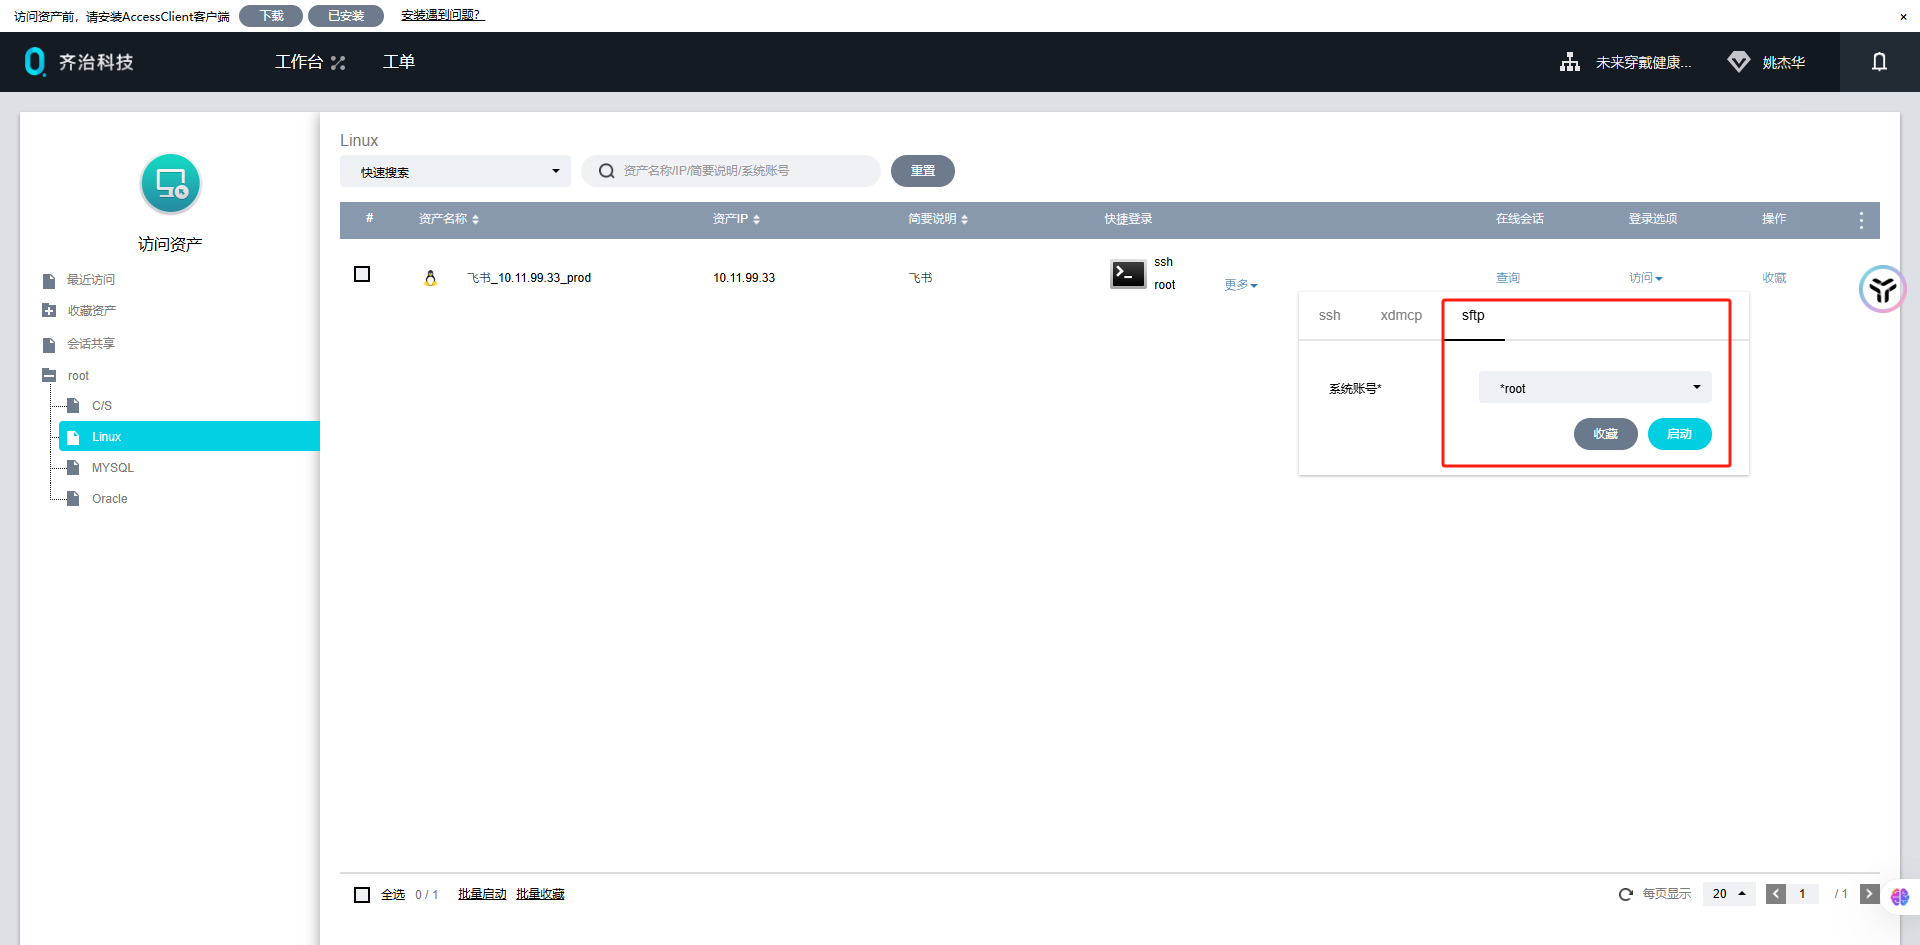 访问资产前，请安装AccessClient客户端 下载 已安装 安装遇到问题? ×
齐治科技 工作台 工单 未来穿戴健康... 姚杰华
访问资产
最近访问
收藏资产
会话共享
root
C/S
Linux
MYSQL
Oracle
Linux
快速搜索 资产名称/IP/简要说明/系统账号 重置
# 资产名称 资产IP 简要说明 快捷登录 在线会话 登录选项 操作
飞书_10.11.99.33_prod 10.11.99.33 飞书 ssh
root 更多 查询 访问 收藏
ssh xdmcp sftp
系统账号* *root
收藏 启动
全选 0 / 1 批量启动 批量收藏 每页显示 20 1 / 1